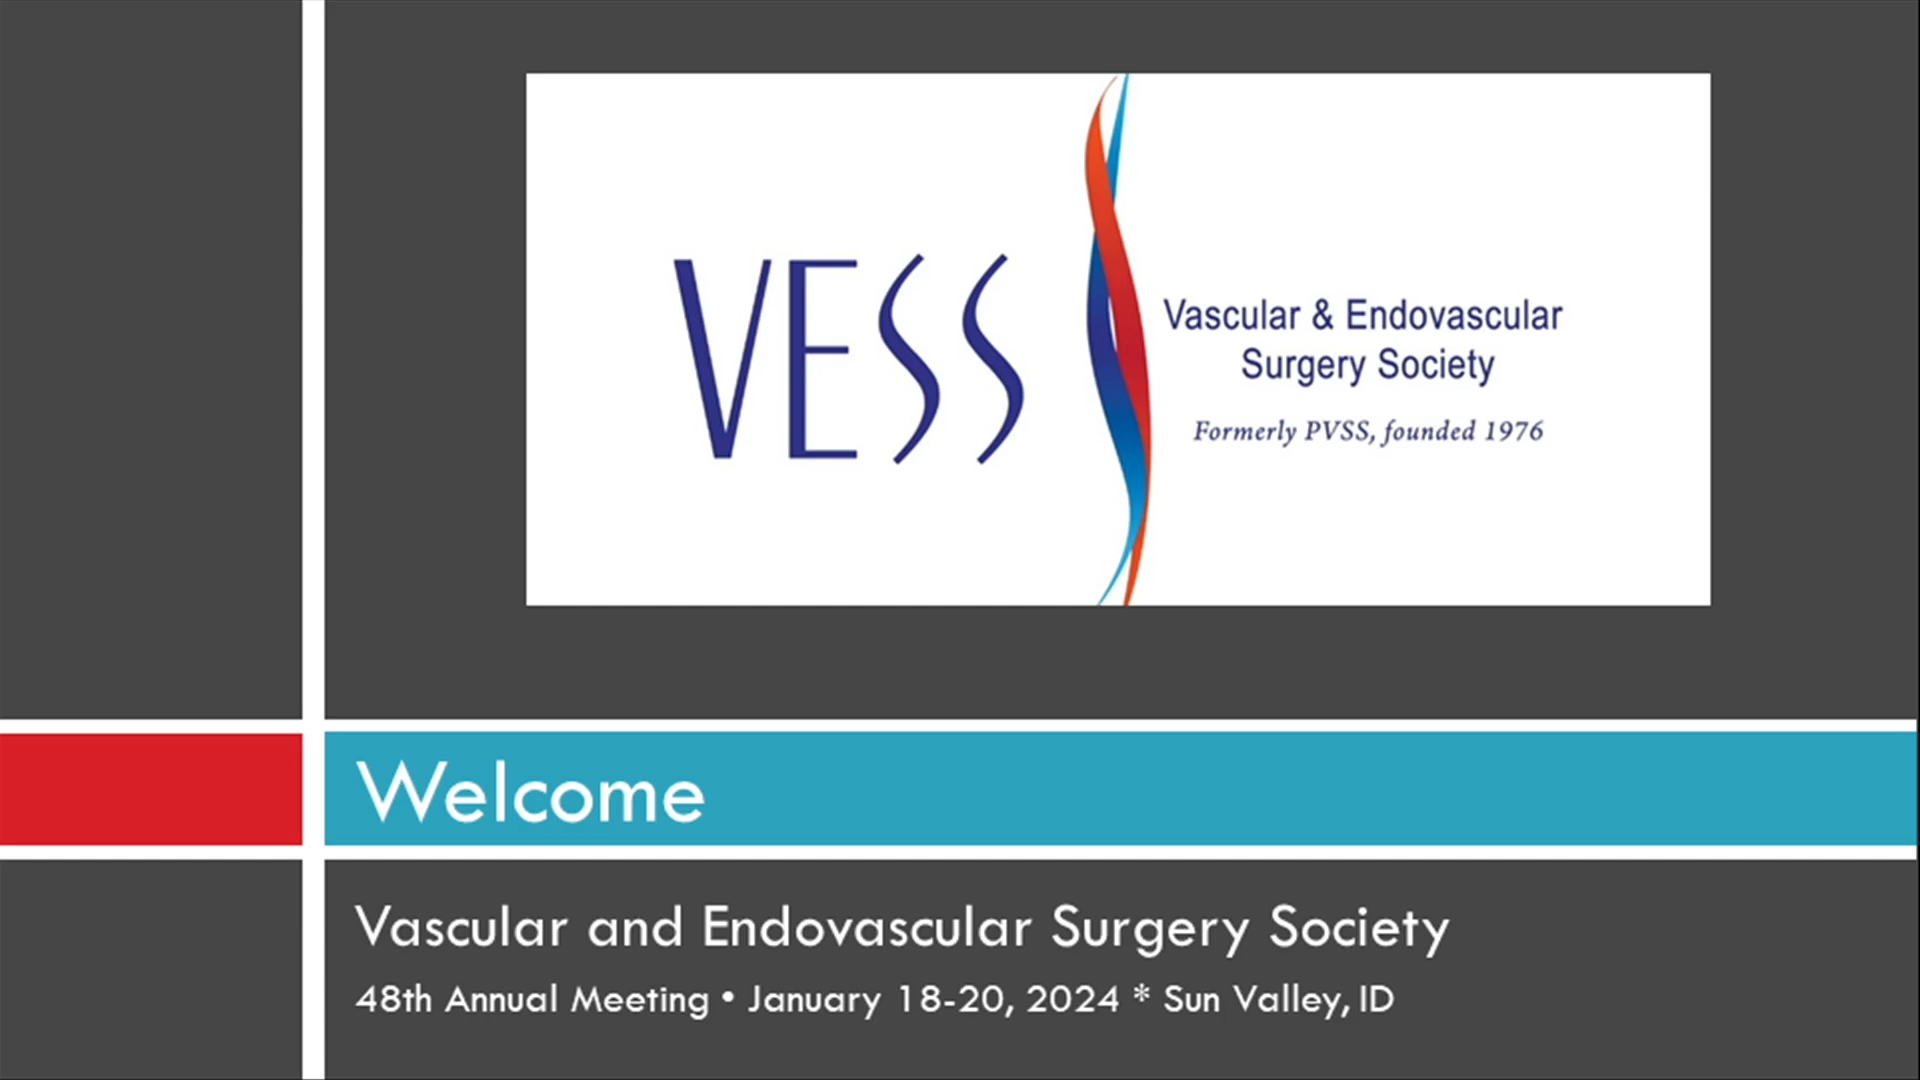 VESS
Vascular & Endovascular
Surgery Society
Formerly PVSS, founded 1976
Welcome
Vascular and Endovascular Surgery Society
48th Annual Meeting • January 18-20, 2024 * Sun Valley, ID